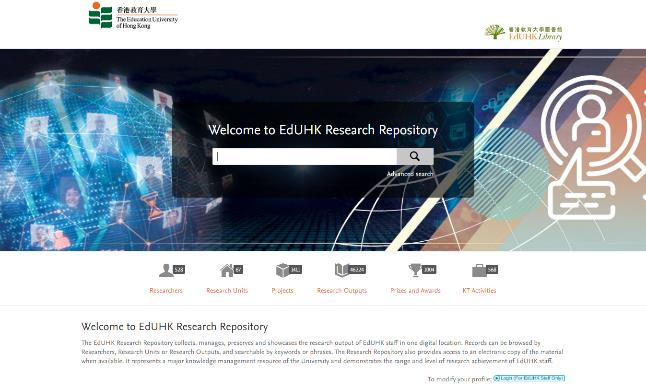 香港教育大學
The Education University
of Hong Kong
香港教育大學圖書館
EdUHK Library
Welcome to EdUHK Research Repository
Advanced search
528
87
1411
46224
1004
568
Researchers
Research Units
Projects
Research Outputs
Prizes and Awards
KT Activities
Welcome to EdUHK Research Repository
The EdUHK Research Repository collects, manages, preserves and showcases the research output of EdUHK staff in one digital location. Records can be browsed by
Researchers, Research Units or Research Outputs, and searchable by keywords or phrases. The Research Repository also provides access to an electronic copy of the material
when available. It represents a major knowledge management resource of the University and demonstrates the range and level of research achievement of EdUHK staff.
To modify your profile: Login (For EdUHK Staff Only)